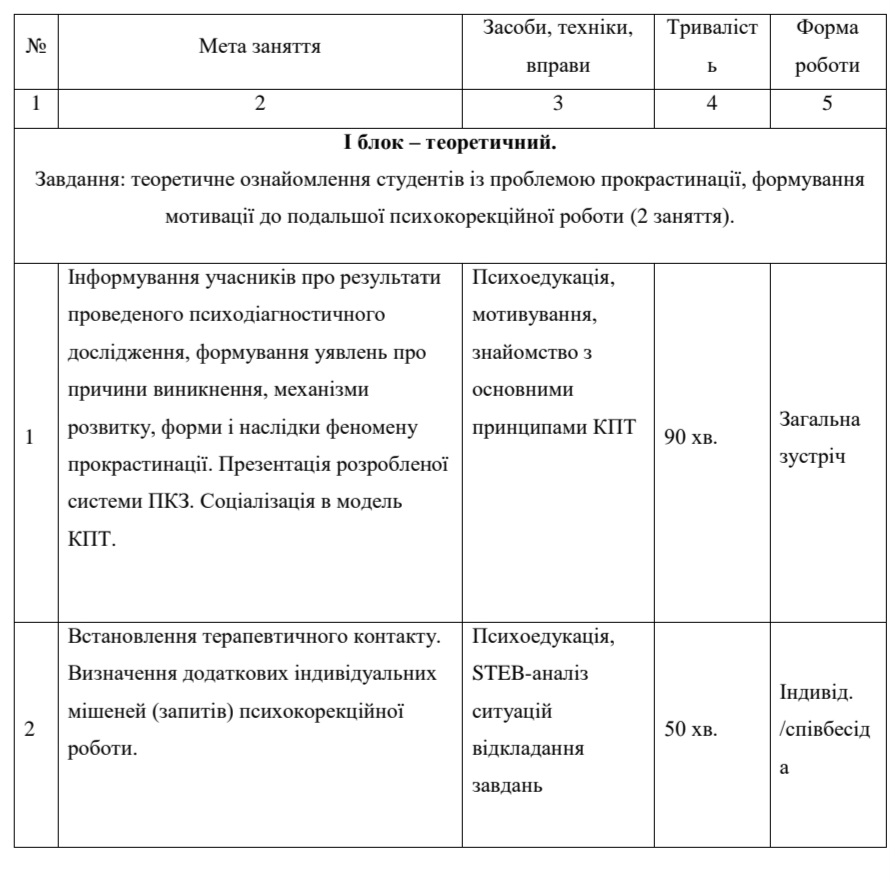 №
Мета заняття
Засоби, техніки,
вправи
Триваліст
ь
Форма
роботи
1
2
3
4
5
І блок – теоретичний.
Завдання: теоретичне ознайомлення студентів із проблемою прокрастинації, формування
мотивації до подальшої психокорекційної роботи (2 заняття).
1
Інформування учасників про результати
проведеного психодіагностичного
дослідження, формування уявлень про
причини виникнення, механізми
розвитку, форми і наслідки феномену
прокрастинації. Презентація розробленої
системи ПКЗ. Соціалізація в модель
КПТ.
Психоедукація,
мотивування,
знайомство з
основними
принципами КПТ
90 хв.
Загальна
зустріч
2
Встановлення терапевтичного контакту.
Визначення додаткових індивідуальних
мішеней (запитів) психокорекційної
роботи.
Психоедукація,
STEB-аналіз
ситуацій
відкладання
завдань
50 хв.
Індивід.
/співбесід
а